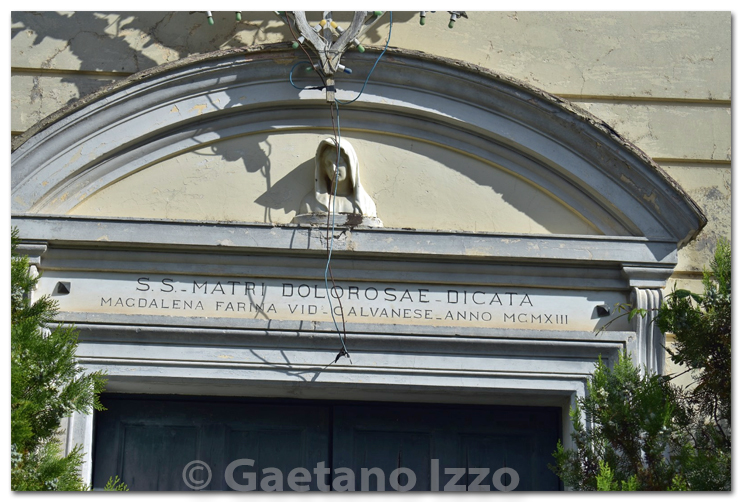 S.S. MATRI DOLOROSAE DICATA
MAGDALENA FARINA VID. GALVANESE ANNO MCMXIII
© Gaetano Izzo